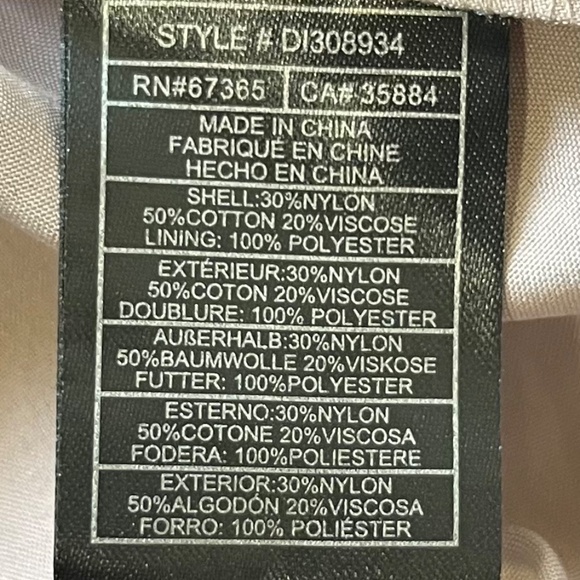 STYLE # DI308934
RN#67365 CA# 35884
MADE IN CHINA
FABRIQUÉ EN CHINE
HECHO EN CHINA
SHELL:30%NYLON
50%COTTON 20%VISCOSE
LINING: 100% POLYESTER
EXTÉRIEUR:30%NYLON
50%COTON 20%VISCOSE
DOUBLURE: 100% POLYESTER
AUßERHALB:30%NYLON
50%BAUMWOLLE 20%VISKOSE
FUTTER: 100%POLYESTER
ESTERNO:30%NYLON
50%COTONE 20%VISCOSA
FODERA: 100%POLIESTERE
EXTERIOR:30%NYLON
50%ALGODÓN 20%VISCOSA
FORRO: 100% POLIÉSTER